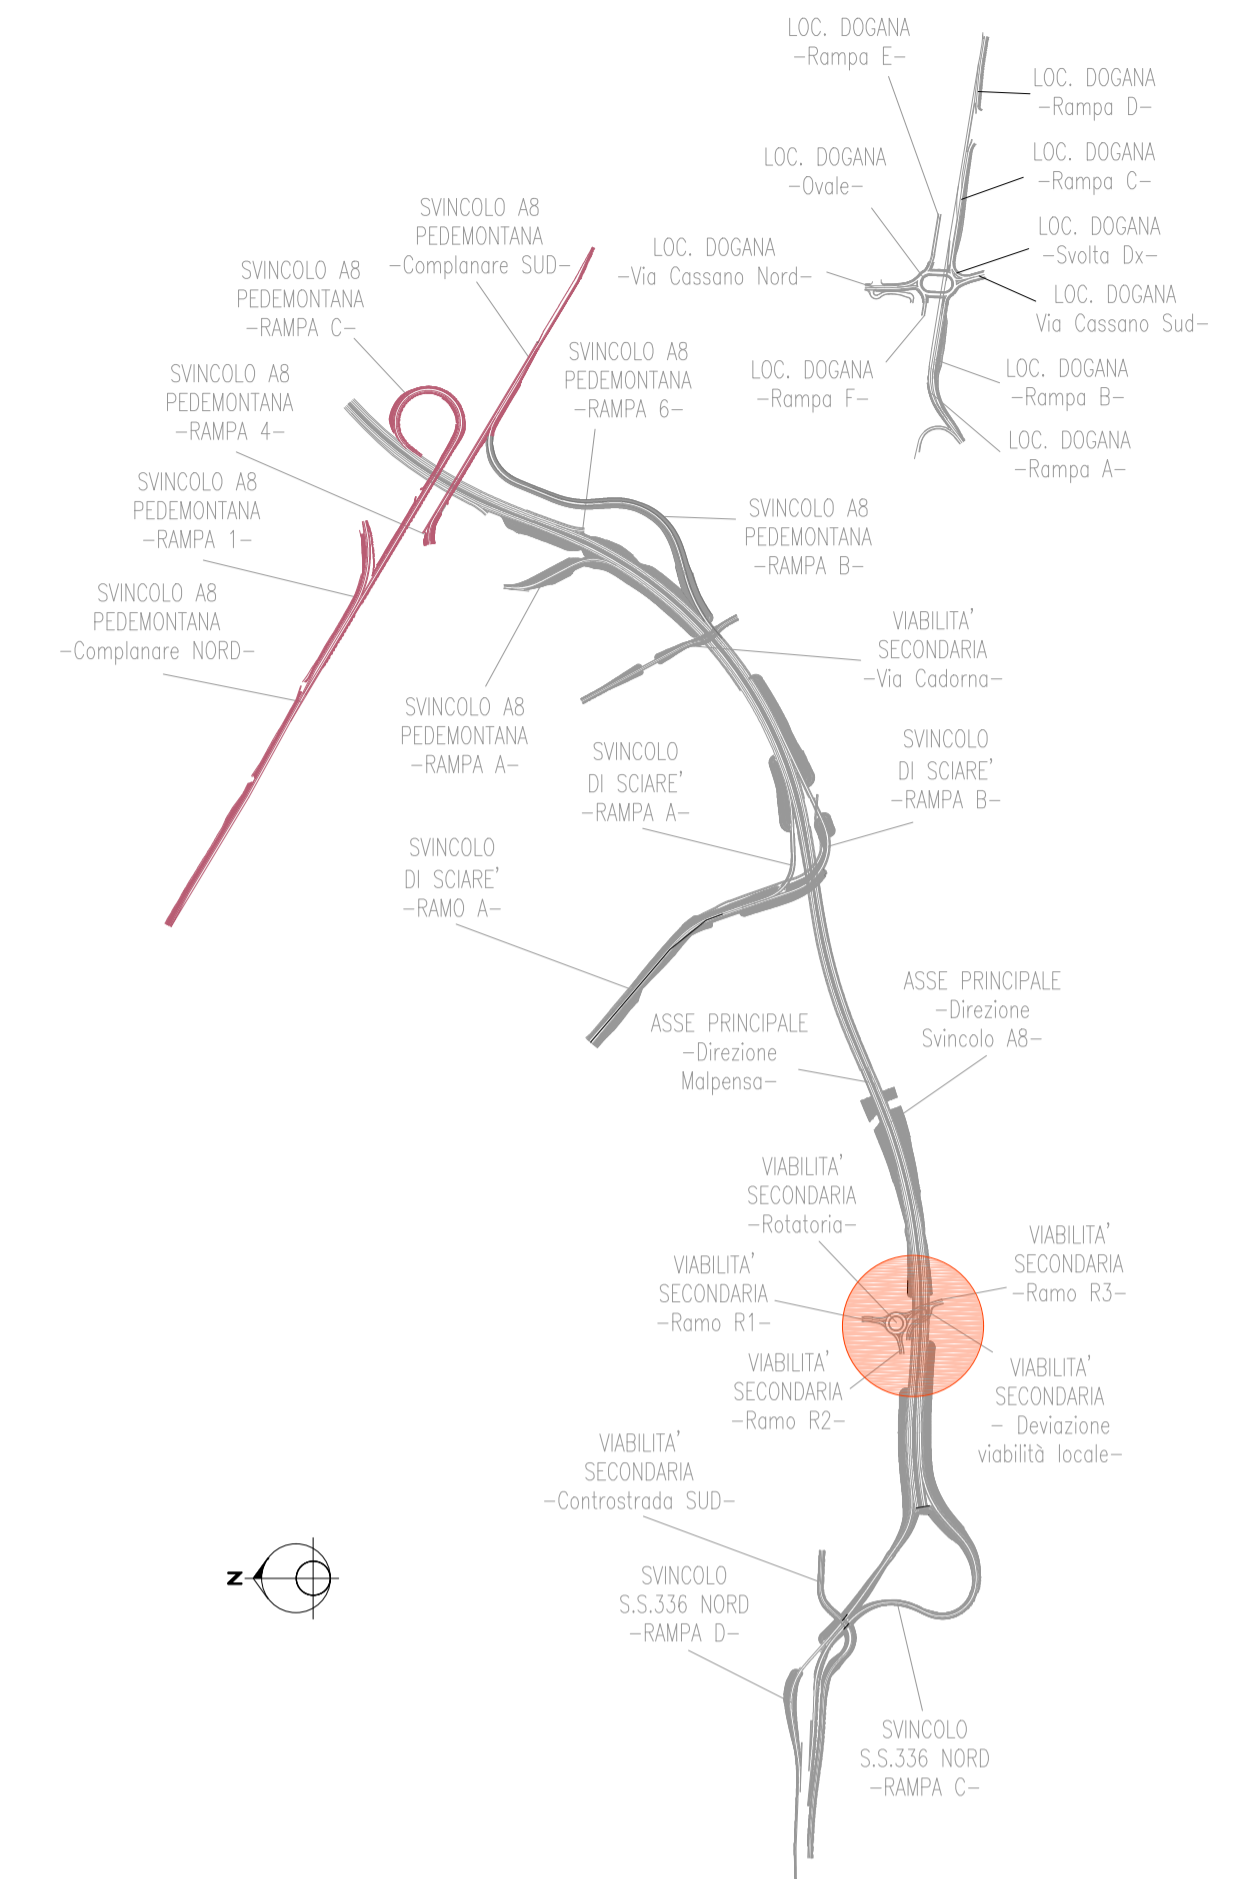 LOC. DOGANA
-Rampa E-
LOC. DOGANA
-Rampa D-
LOC. DOGANA
-Ovale-
LOC. DOGANA
-Rampa C-
SVINCOLO A8
PEDEMONTANA
-Complanare SUD-
LOC. DOGANA
-Via Cassano Nord-
LOC. DOGANA
-Svolta Dx-
SVINCOLO A8
PEDEMONTANA
-RAMPA C-
LOC. DOGANA
Via Cassano Sud-
SVINCOLO A8
PEDEMONTANA
-RAMPA 4-
SVINCOLO A8
PEDEMONTANA
-RAMPA 6-
LOC. DOGANA
-Rampa F-
LOC. DOGANA
-Rampa B-
LOC. DOGANA
-Rampa A-
SVINCOLO A8
PEDEMONTANA
-RAMPA 1-
SVINCOLO A8
PEDEMONTANA
-RAMPA B-
SVINCOLO A8
PEDEMONTANA
-Complanare NORD-
VIABILITA'
SECONDARIA
-Via Cadorna-
SVINCOLO A8
PEDEMONTANA
-RAMPA A-
SVINCOLO
DI SCIARE'
-RAMPA A-
SVINCOLO
DI SCIARE'
-RAMPA B-
SVINCOLO
DI SCIARE'
-RAMO A-
ASSE PRINCIPALE
-Direzione
Svincolo A8-
ASSE PRINCIPALE
-Direzione
Malpensa-
VIABILITA'
SECONDARIA
-Rotatoria-
VIABILITA'
SECONDARIA
-Ramo R3-
VIABILITA'
SECONDARIA
-Ramo R1-
VIABILITA'
SECONDARIA
-Ramo R2-
VIABILITA'
SECONDARIA
- Deviazione
viabilità locale-
VIABILITA'
SECONDARIA
-Controstrada SUD-
N
SVINCOLO
S.S.336 NORD
-RAMPA D-
SVINCOLO
S.S.336 NORD
-RAMPA C-